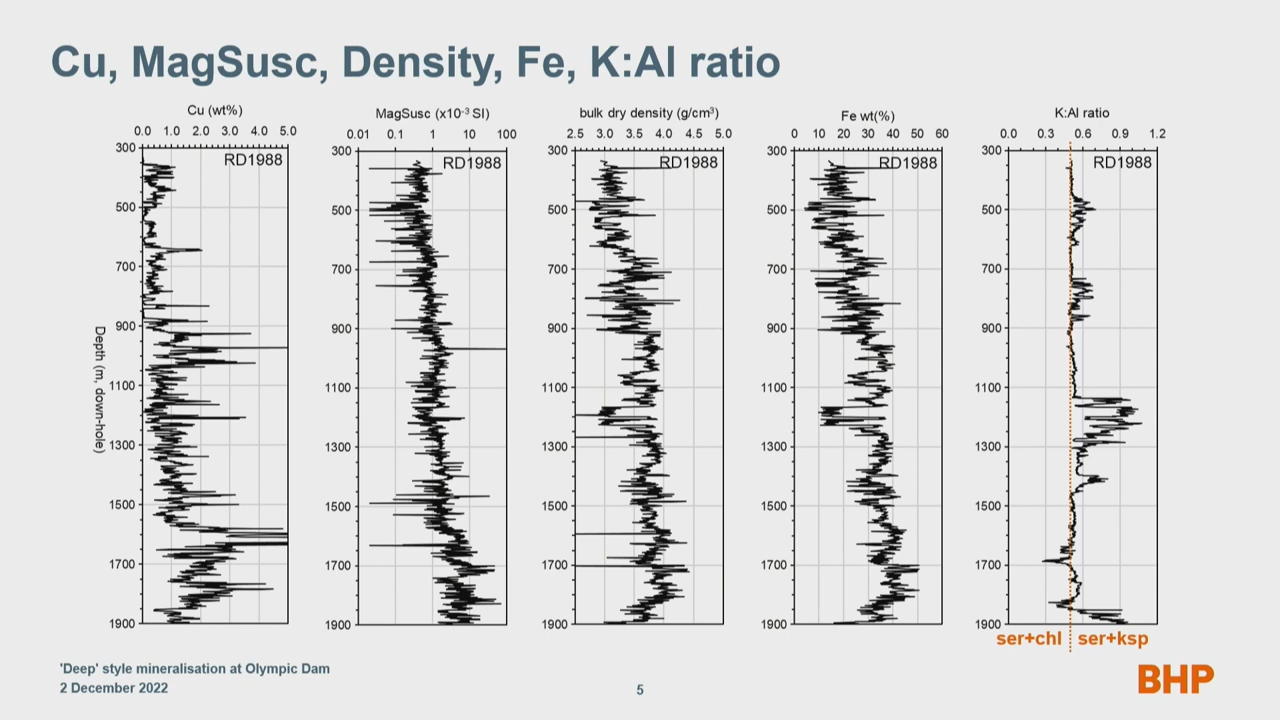 Cu, MagSusc, Density, Fe, K:Al ratio
Cu (wt%)
0.0 1.0 2.0 3.0 4.0 5.0
RD1988
300
500
700
900
1100
1300
1500
1700
1900
Depth (m, down-hole)
MagSusc (x10⁻³ SI)
0.01 0.1 1 10 100
RD1988
300
500
700
900
1100
1300
1500
1700
1900
bulk dry density (g/cm³)
2.5 3.0 3.5 4.0 4.5 5.0
RD1988
300
500
700
900
1100
1300
1500
1700
1900
Fe wt(%)
0 10 20 30 40 50 60
RD1988
300
500
700
900
1100
1300
1500
1700
1900
K:Al ratio
0.0 0.3 0.6 0.9 1.2
RD1988
300
500
700
900
1100
1300
1500
1700
1900
ser+chl ser+ksp
'Deep' style mineralisation at Olympic Dam
2 December 2022
5
BHP